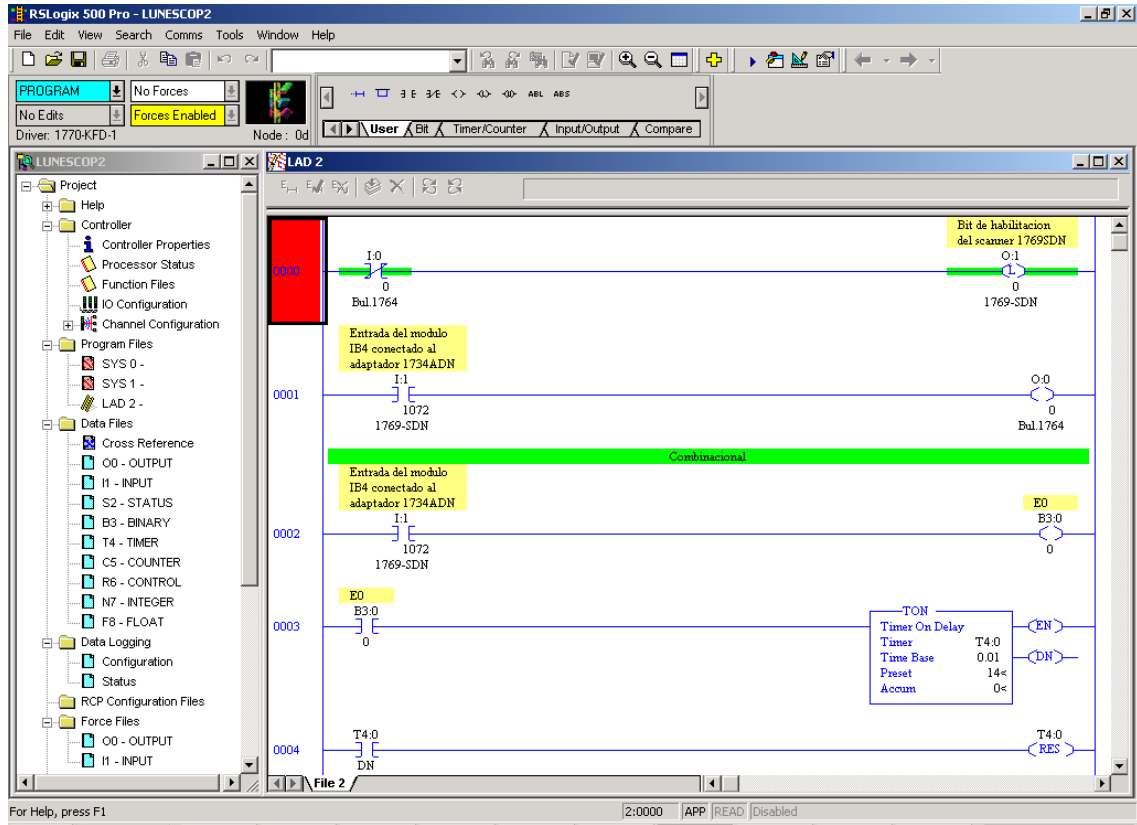 RSLogix 500 Pro - LUNESCOP2
File Edit View Search Comms Tools Window Help
PROGRAM No Forces
No Edits Forces Enabled
Driver: 1770-KFD-1 Node : 0d
ABL ABS
User Bit Timer/Counter Input/Output Compare
LUNESCOP2
Project
Help
Controller
Controller Properties
Processor Status
Function Files
IO Configuration
Channel Configuration
Program Files
SYS 0 -
SYS 1 -
LAD 2 -
Data Files
Cross Reference
O0 - OUTPUT
I1 - INPUT
S2 - STATUS
B3 - BINARY
T4 - TIMER
C5 - COUNTER
R6 - CONTROL
N7 - INTEGER
F8 - FLOAT
Data Logging
Configuration
Status
RCP Configuration Files
Force Files
O0 - OUTPUT
I1 - INPUT
LAD 2
Bit de habilitacion
del scanner 1769SDN
I:0 O:1
0000 L
0 0
Bul.1764 1769-SDN
Entrada del modulo
IB4 conectado al
adaptador 1734ADN
I:1 O:0
0001
1072 0
1769-SDN Bul.1764
Combinacional
Entrada del modulo
IB4 conectado al
adaptador 1734ADN E0
I:1 B3:0
0002
1072 0
1769-SDN
E0
B3:0 TON
0003 Timer On Delay EN
0 Timer T4:0
Time Base 0.01 DN
Preset 14<
Accum 0<
T4:0 T4:0
0004 RES
DN
File 2
For Help, press F1 2:0000 APP READ Disabled